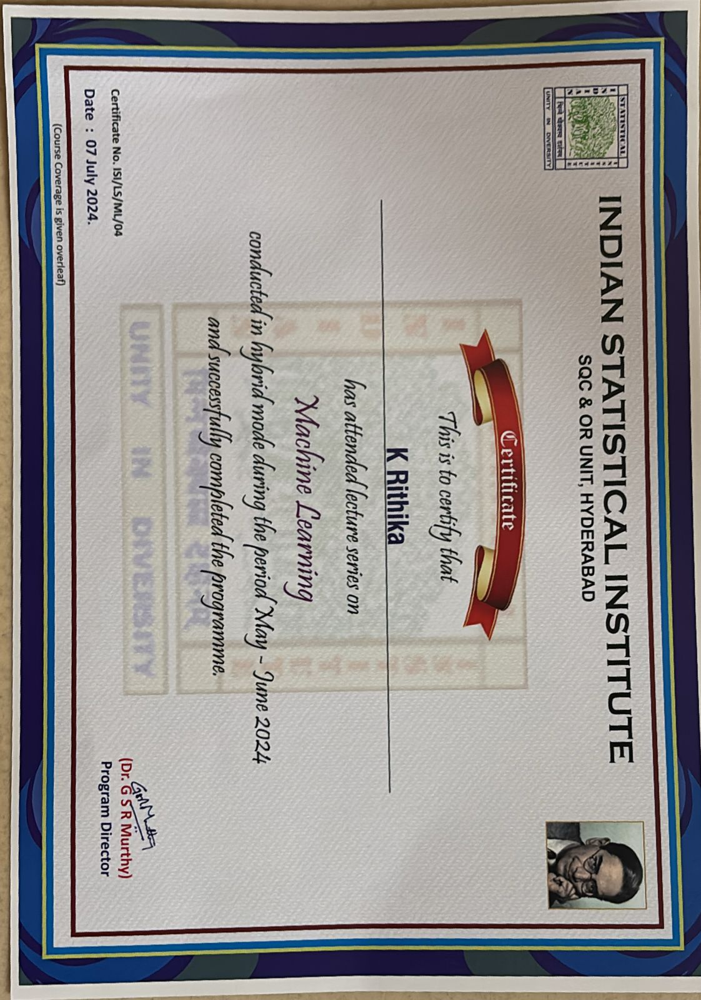 STATISTICAL
INDIAN
INSTITUTE
UNITY IN DIVERSITY
INDIAN STATISTICAL INSTITUTE
SQC & OR UNIT, HYDERABAD
Certificate
This is to certify that
K Rithika
has attended lecture series on
Machine Learning
conducted in hybrid mode during the period May - June 2024
and successfully completed the programme.
UNITY IN DIVERSITY
Certificate No. ISI/LS/ML/04
Date : 07 July 2024.
(Dr. G S R Murthy)
Program Director
(Course Coverage is given overleaf)